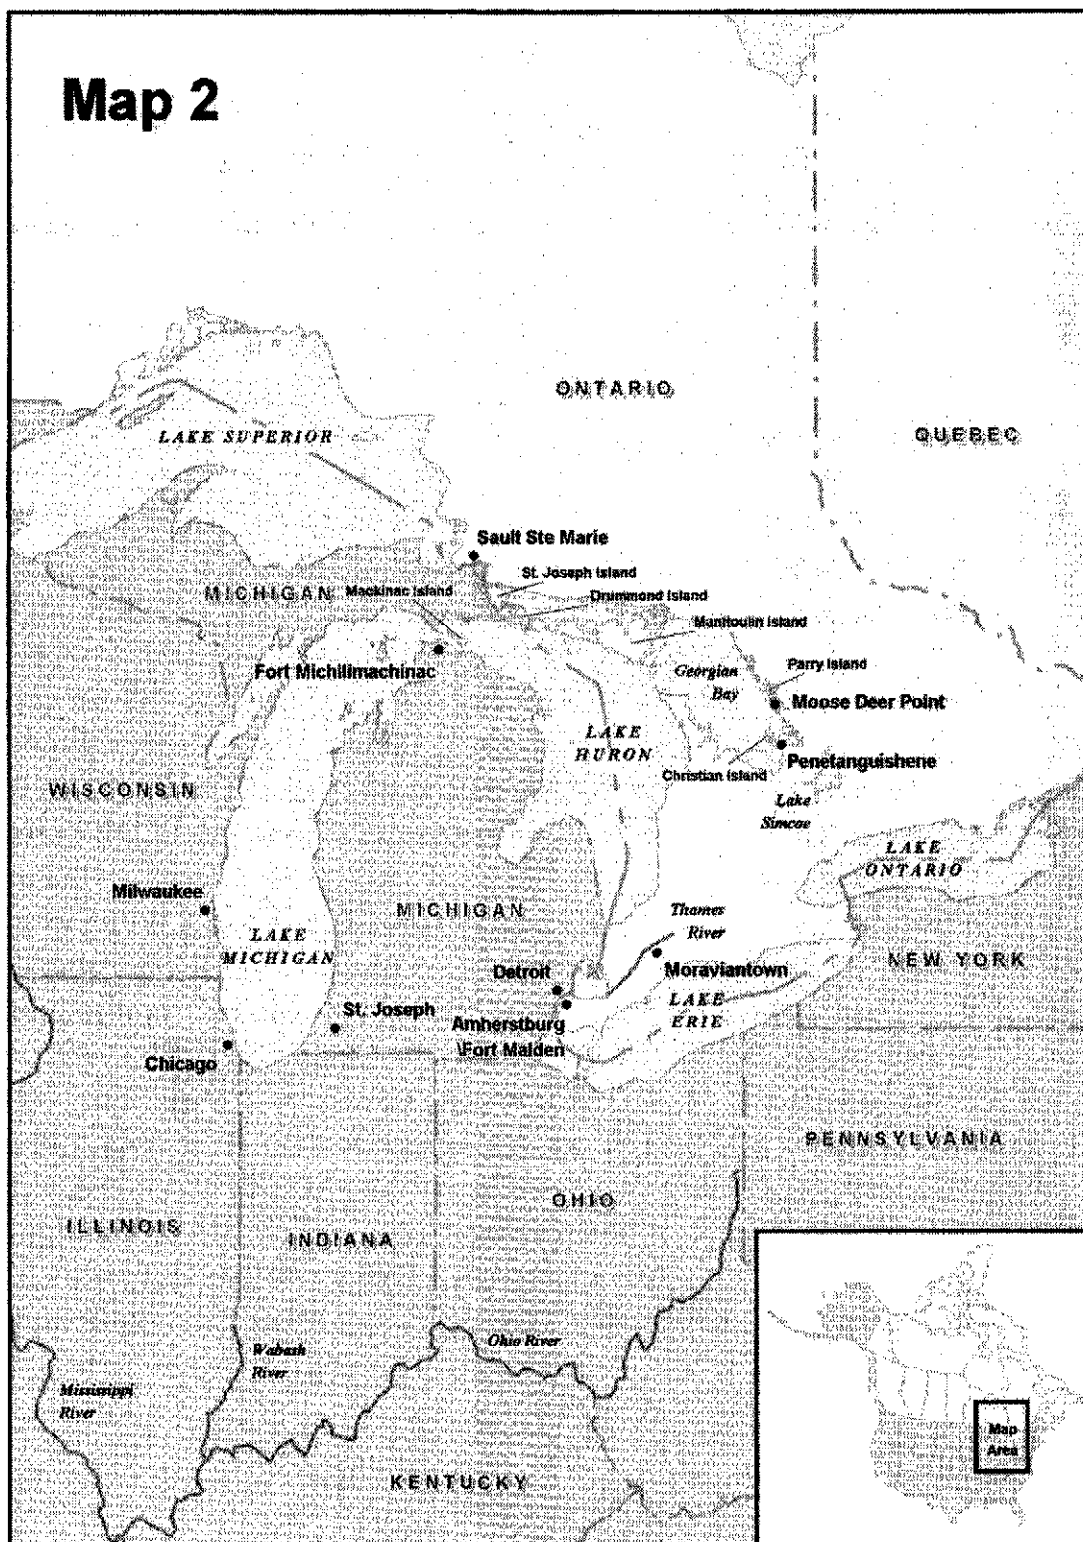 Map 2
ONTARIO
LAKE SUPERIOR
QUEBEC
Sault Ste Marie
St. Joseph Island
MICHIGAN
Mackinac Island
Drummond Island
Manitoulin Island
Fort Michilimachinac
Georgian
Bay
Parry Island
Moose Deer Point
LAKE
HURON
Penetanguishene
Christian Island
WISCONSIN
Lake
Simcoe
LAKE
ONTARIO
Milwaukee
MICHIGAN
Thames
River
LAKE
MICHIGAN
NEW YORK
Detroit
Moraviantown
LAKE
ERIE
St. Joseph
Amherstburg
\Fort Malden
Chicago
PENNSYLVANIA
OHIO
ILLINOIS
INDIANA
Wabash
River
Ohio River
Mississippi
River
KENTUCKY
Map
Area